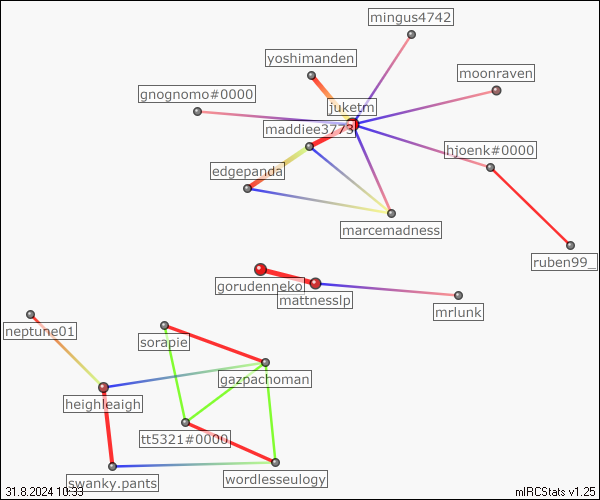 mingus4742
yoshimanden
moonraven
gnognomo#0000
juketm
maddiee3773
hjoenk#0000
edgepanda
marcemadness
ruben99_
gorudenneko
mattnesslp
mrlunk
neptune01
sorapie
gazpachoman
heighleaigh
tt5321#0000
swanky.pants
wordlesseulogy
31.8.2024 10:33
mIRCStats v1.25